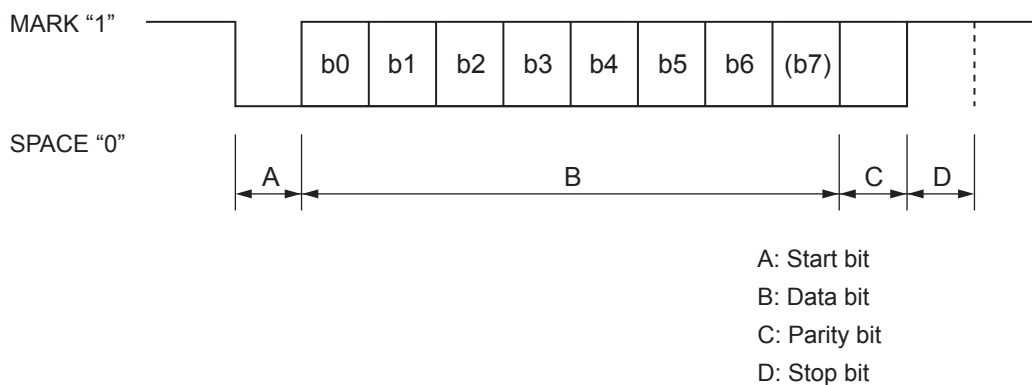 MARK “1”
b0 b1 b2 b3 b4 b5 b6 (b7)
SPACE “0”
A B C D
A: Start bit
B: Data bit
C: Parity bit
D: Stop bit